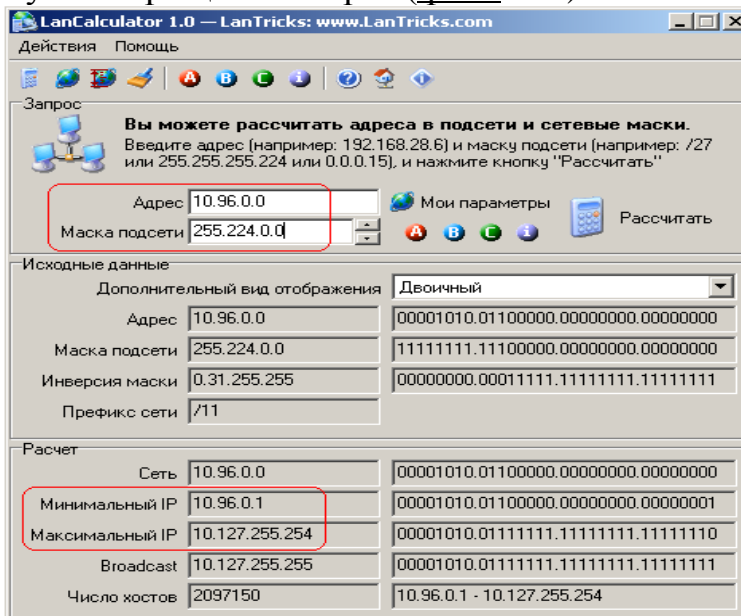 LanCalculator 1.0 — LanTricks: www.LanTricks.com
Действия Помощь
A B C i ? i
Запрос
Вы можете рассчитать адреса в подсети и сетевые маски.
Введите адрес (например: 192.168.28.6) и маску подсети (например: /27
или 255.255.255.224 или 0.0.0.15), и нажмите кнопку "Рассчитать"
Адрес 10.96.0.0 Мои параметры
Маска подсети 255.224.0.0 A B C i Рассчитать
Исходные данные
Дополнительный вид отображения Двоичный
Адрес 10.96.0.0 00001010.01100000.00000000.00000000
Маска подсети 255.224.0.0 11111111.11100000.00000000.00000000
Инверсия маски 0.31.255.255 00000000.00011111.11111111.11111111
Префикс сети /11
Расчет
Сеть 10.96.0.0 00001010.01100000.00000000.00000000
Минимальный IP 10.96.0.1 00001010.01100000.00000000.00000001
Максимальный IP 10.127.255.254 00001010.01111111.11111111.11111110
Broadcast 10.127.255.255 00001010.01111111.11111111.11111111
Число хостов 2097150 10.96.0.1 - 10.127.255.254